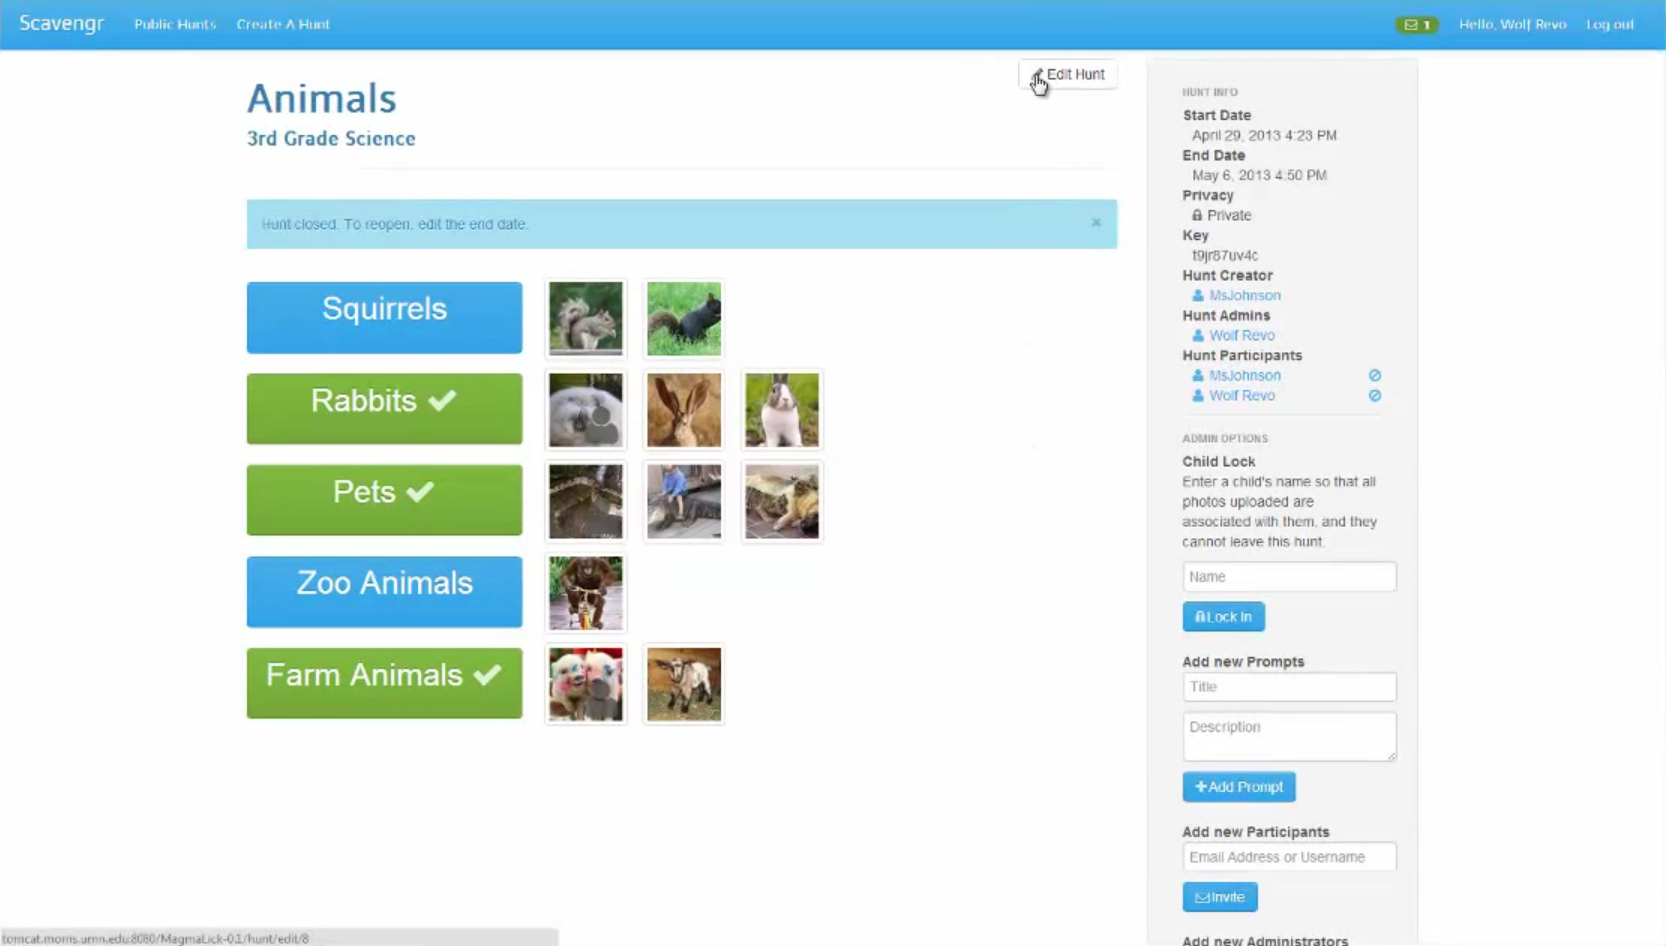 Scavengr Public Hunts Create A Hunt 1 Hello, Wolf Revo Log out
Edit Hunt
Animals
3rd Grade Science
Hunt closed. To reopen, edit the end date. ×
Squirrels
Rabbits
Pets
Zoo Animals
Farm Animals
HUNT INFO
Start Date
April 29, 2013 4:23 PM
End Date
May 6, 2013 4:50 PM
Privacy
Private
Key
t9jr87uv4c
Hunt Creator
MsJohnson
Hunt Admins
Wolf Revo
Hunt Participants
MsJohnson
Wolf Revo
ADMIN OPTIONS
Child Lock
Enter a child's name so that all
photos uploaded are
associated with them, and they
cannot leave this hunt.
Name
Lock In
Add new Prompts
Title
Description
+Add Prompt
Add new Participants
Email Address or Username
Invite
Add new Administrators
tomcat.morris.umn.edu:8080/MagmaLick-0.1/hunt/edit/8